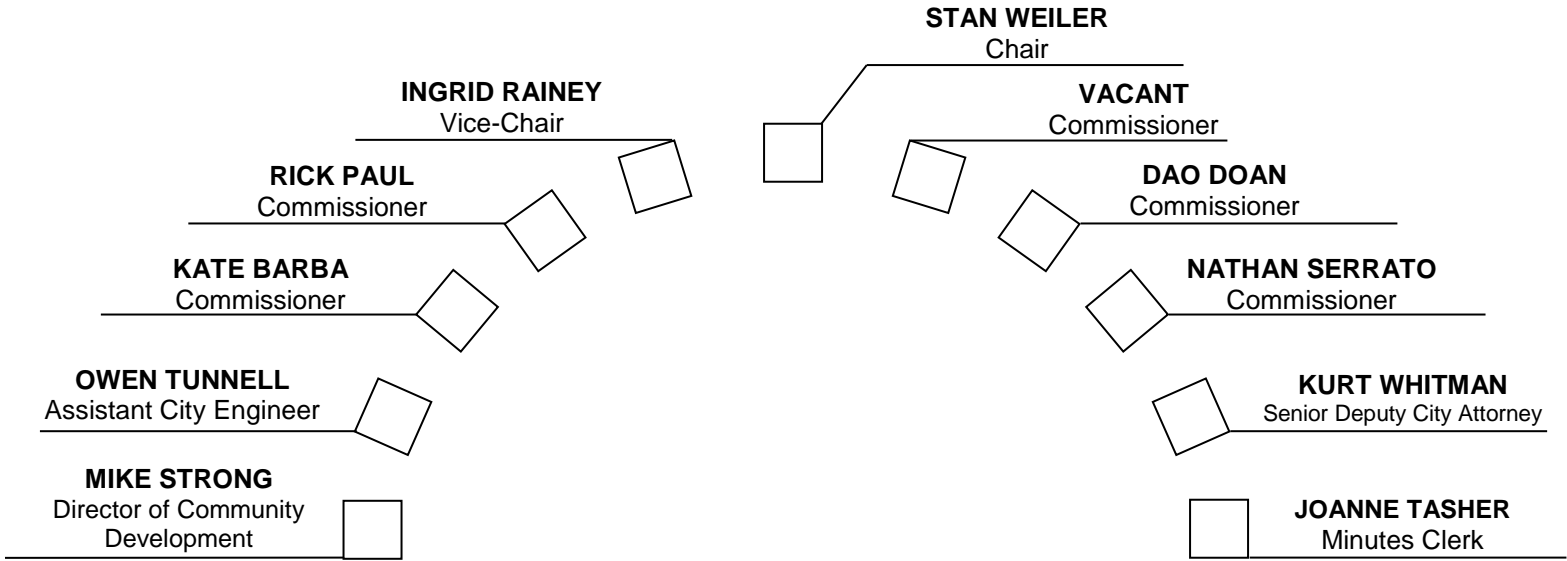 STAN WEILER
Chair
INGRID RAINEY
Vice-Chair
VACANT
Commissioner
RICK PAUL
Commissioner
DAO DOAN
Commissioner
KATE BARBA
Commissioner
NATHAN SERRATO
Commissioner
OWEN TUNNELL
Assistant City Engineer
KURT WHITMAN
Senior Deputy City Attorney
MIKE STRONG
Director of Community
Development
JOANNE TASHER
Minutes Clerk